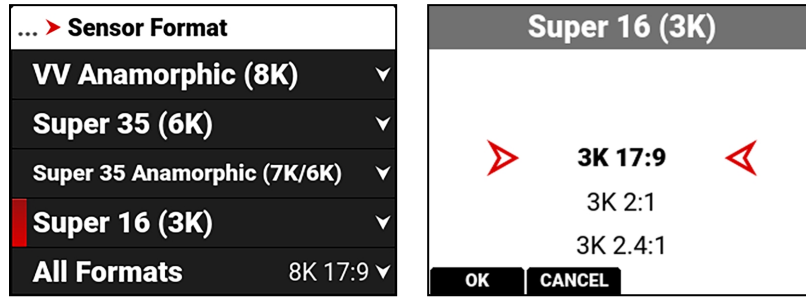 ... Sensor Format
VV Anamorphic (8K)
Super 35 (6K)
Super 35 Anamorphic (7K/6K)
Super 16 (3K)
All Formats 8K 17:9
Super 16 (3K)
3K 17:9
3K 2:1
3K 2.4:1
OK CANCEL